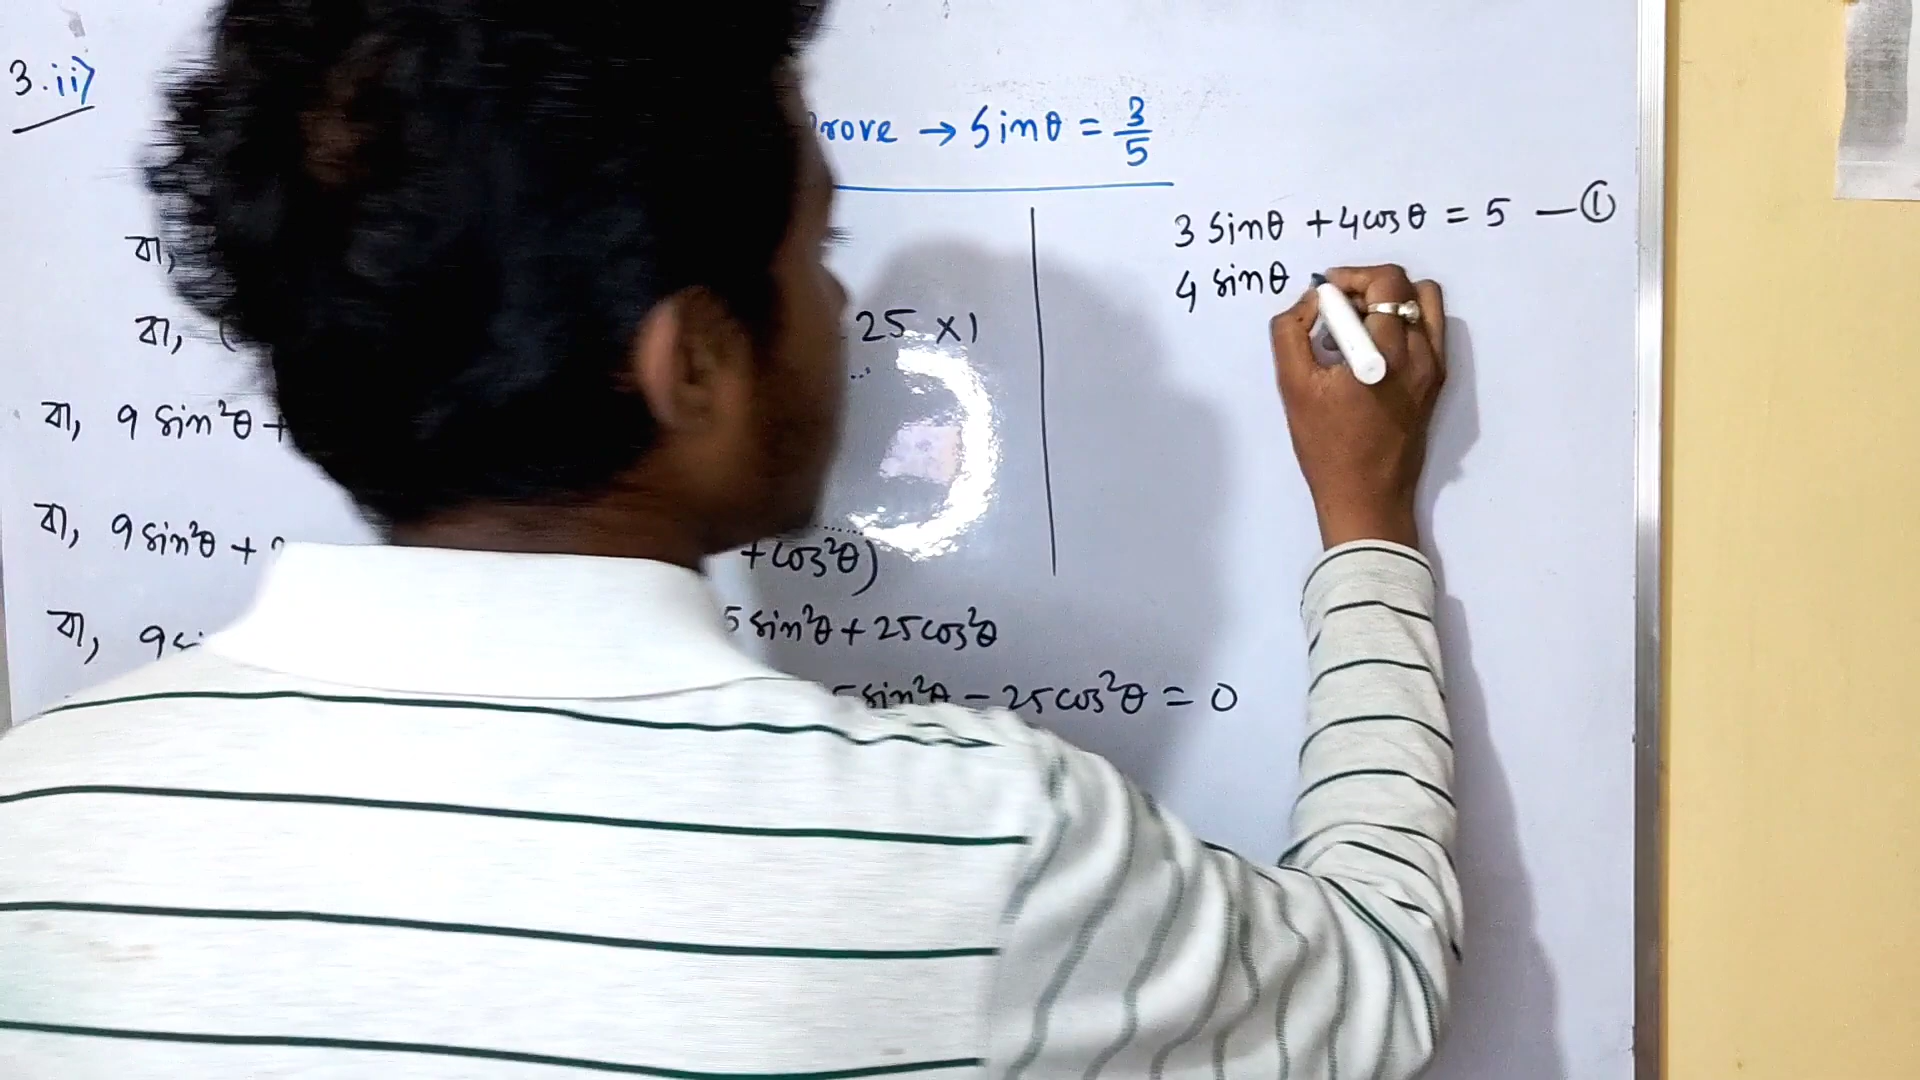 3.ii)
Prove → Sinθ = 3/5
বা,
বা, ( 25 × 1
বা, 9 sin²θ +
বা, 9 sin²θ + +cos²θ)
বা, 9 5 sin²θ + 25cos²θ
sin²θ − 25cos²θ = 0
3 Sinθ + 4cosθ = 5 — ①
4 sinθ